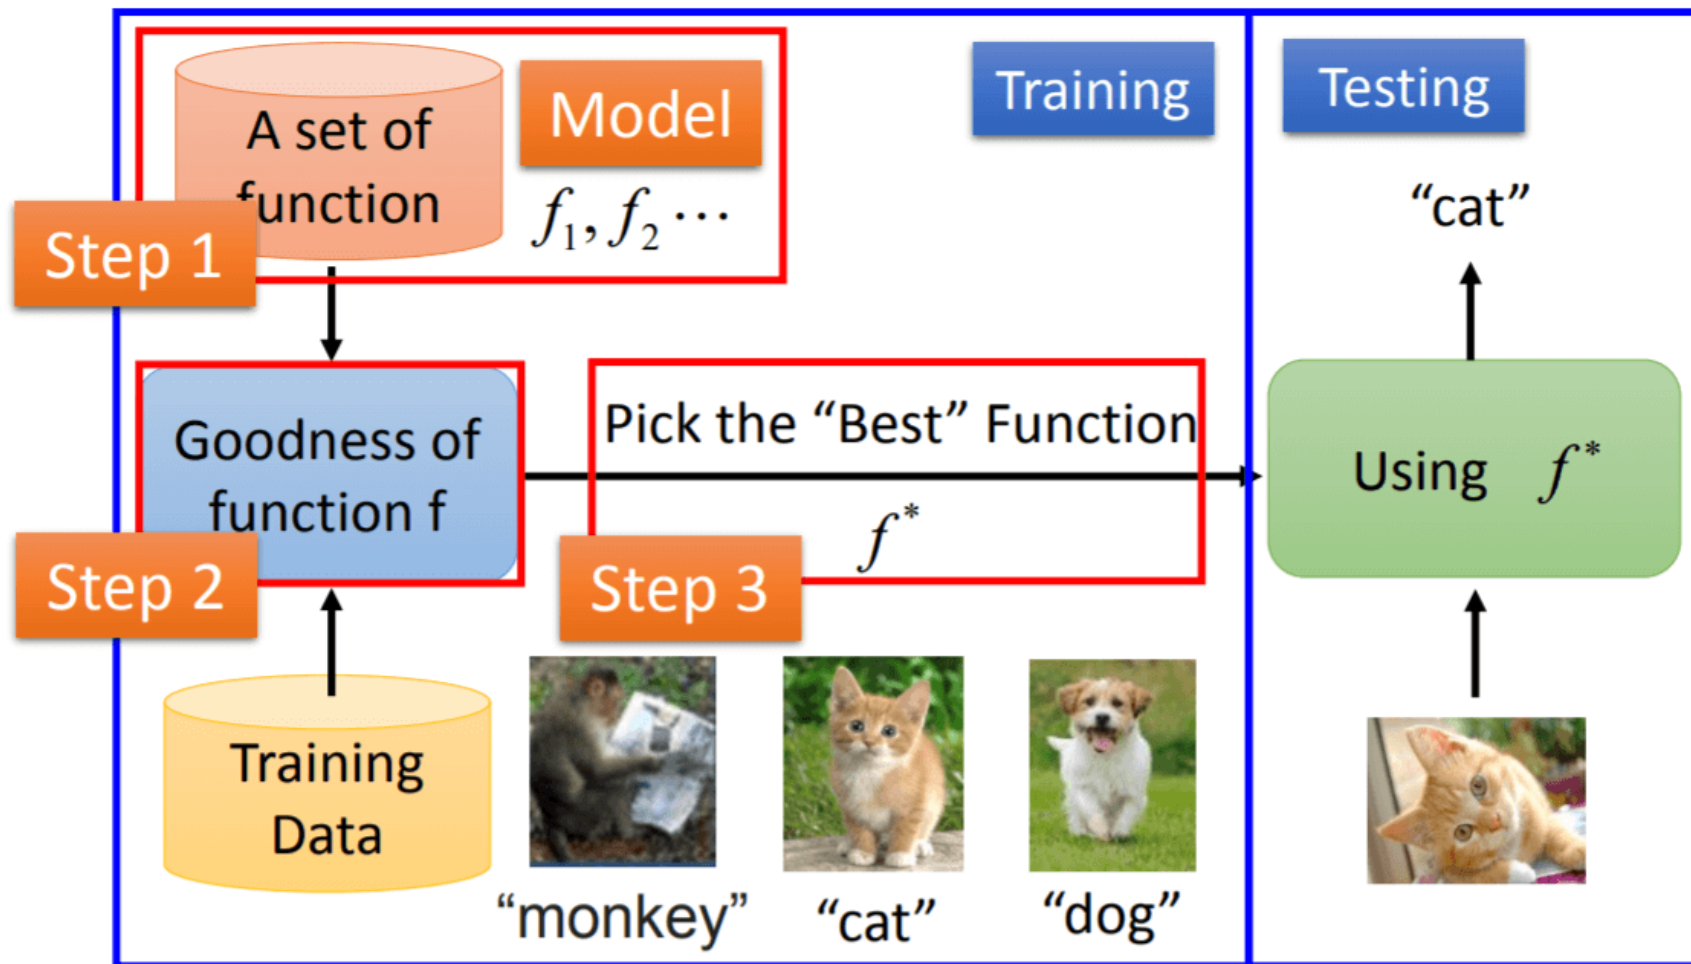 A set of
function
Model
f₁, f₂ ⋯
Step 1
Training
Testing
“cat”
Goodness of
function f
Step 2
Pick the “Best” Function
f*
Step 3
Using f*
Training
Data
“monkey”
“cat”
“dog”